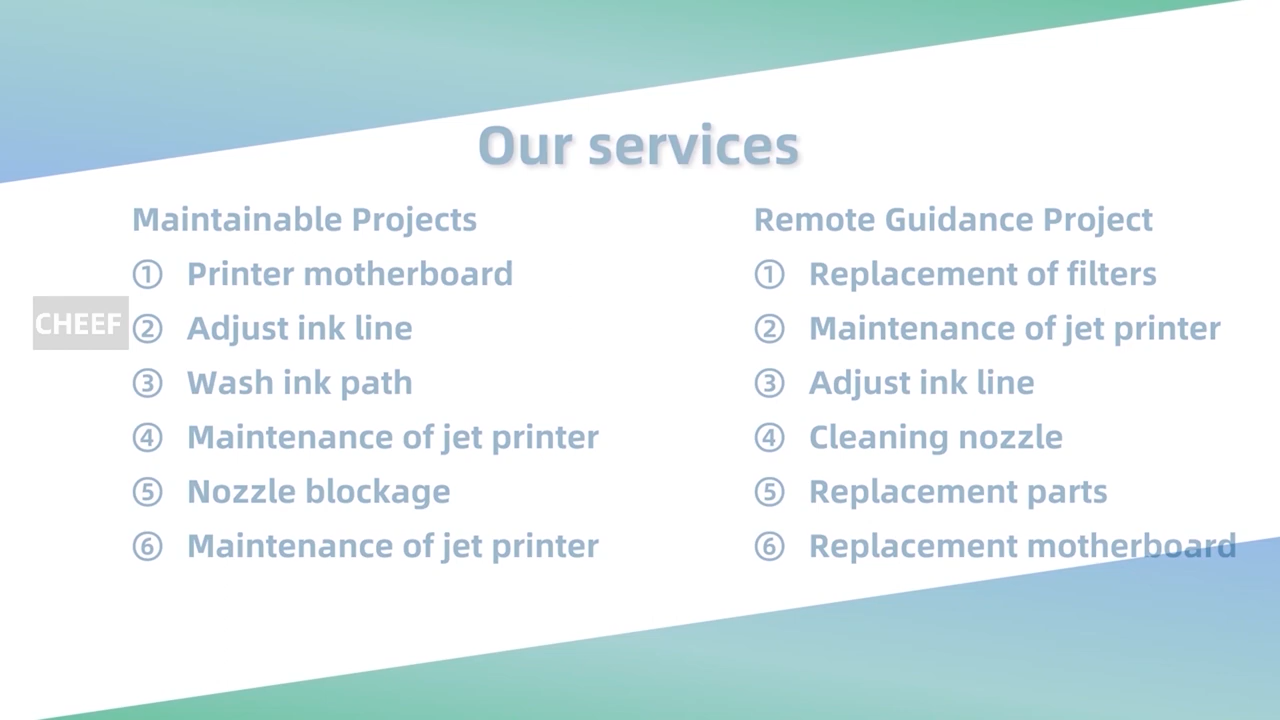 Our services
Maintainable Projects
① Printer motherboard
② Adjust ink line
③ Wash ink path
④ Maintenance of jet printer
⑤ Nozzle blockage
⑥ Maintenance of jet printer
Remote Guidance Project
① Replacement of filters
② Maintenance of jet printer
③ Adjust ink line
④ Cleaning nozzle
⑤ Replacement parts
⑥ Replacement motherboard
CHEEF